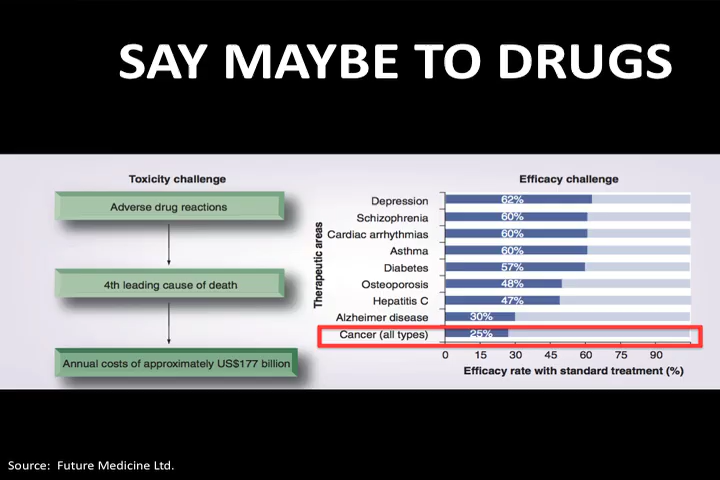 SAY MAYBE TO DRUGS
Toxicity challenge
Adverse drug reactions
4th leading cause of death
Annual costs of approximately US$177 billion
Efficacy challenge
Therapeutic areas
Depression 62%
Schizophrenia 60%
Cardiac arrhythmias 60%
Asthma 60%
Diabetes 57%
Osteoporosis 48%
Hepatitis C 47%
Alzheimer disease 30%
Cancer (all types) 25%
0 15 30 45 60 75 90
Efficacy rate with standard treatment (%)
Source: Future Medicine Ltd.